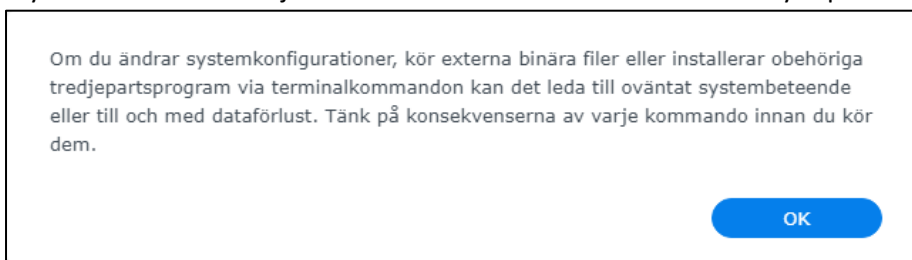 Om du ändrar systemkonfigurationer, kör externa binära filer eller installerar obehöriga
tredjepartsprogram via terminalkommandon kan det leda till oväntat systembeteende
eller till och med dataförlust. Tänk på konsekvenserna av varje kommando innan du kör
dem.
OK